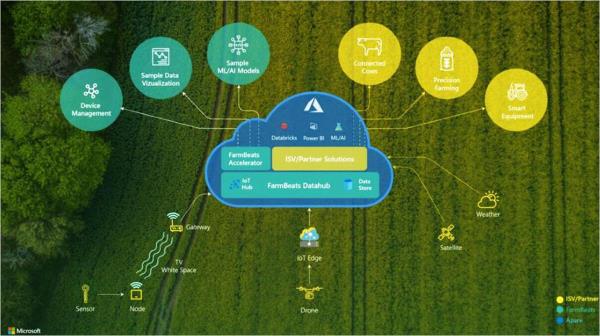 Device
Management
Sample Data
Vizualization
Sample
ML/AI Models
Connected
Cows
Precision
Farming
Smart
Equipment
Databricks
Power BI
ML/AI
FarmBeats
Accelerator
ISV/Partner Solutions
IoT
Hub
FarmBeats Datahub
Data
Store
Gateway
TV
White Space
Sensor
Node
IoT Edge
Drone
Weather
Satellite
ISV/Partner
FarmBeats
Azure
Microsoft